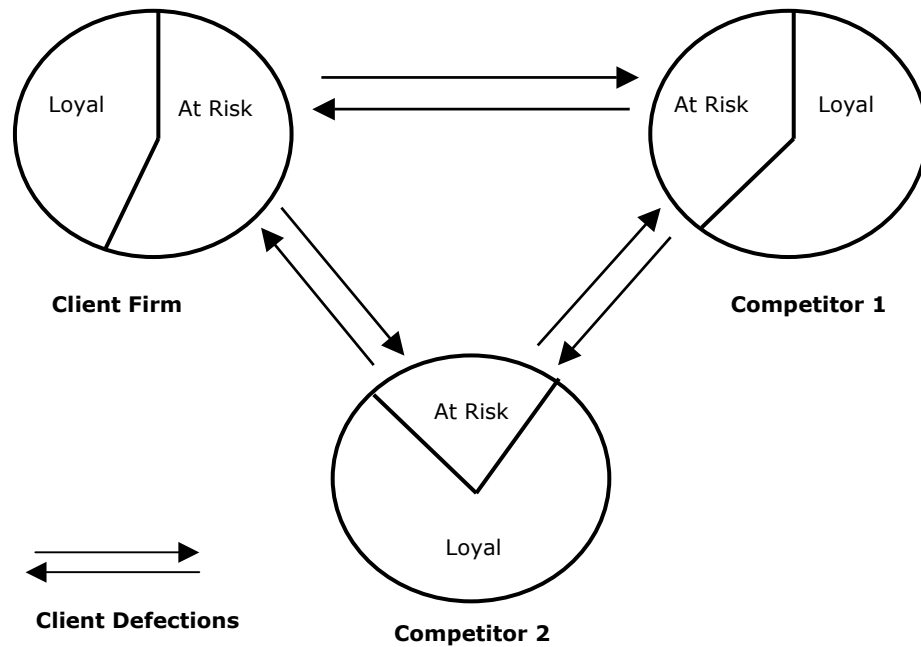 Loyal
At Risk
At Risk
Loyal
Client Firm
Competitor 1
At Risk
Loyal
Client Defections
Competitor 2